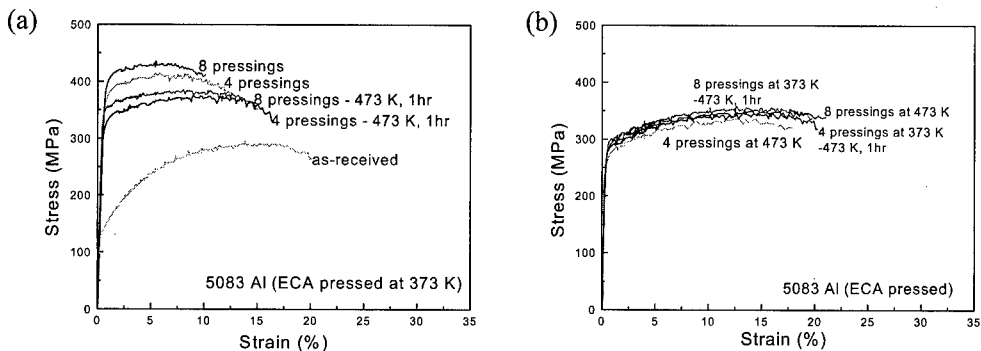 (a)
500
400
300
200
100
0
Stress (MPa)
8 pressings
4 pressings
8 pressings - 473 K, 1hr
4 pressings - 473 K, 1hr
as-received
5083 Al (ECA pressed at 373 K)
0 5 10 15 20 25 30 35
Strain (%)
(b)
500
400
300
200
100
0
Stress (MPa)
8 pressings at 373 K
-473 K, 1hr
8 pressings at 473 K
4 pressings at 473 K
4 pressings at 373 K
-473 K, 1hr
5083 Al (ECA pressed)
0 5 10 15 20 25 30 35
Strain (%)